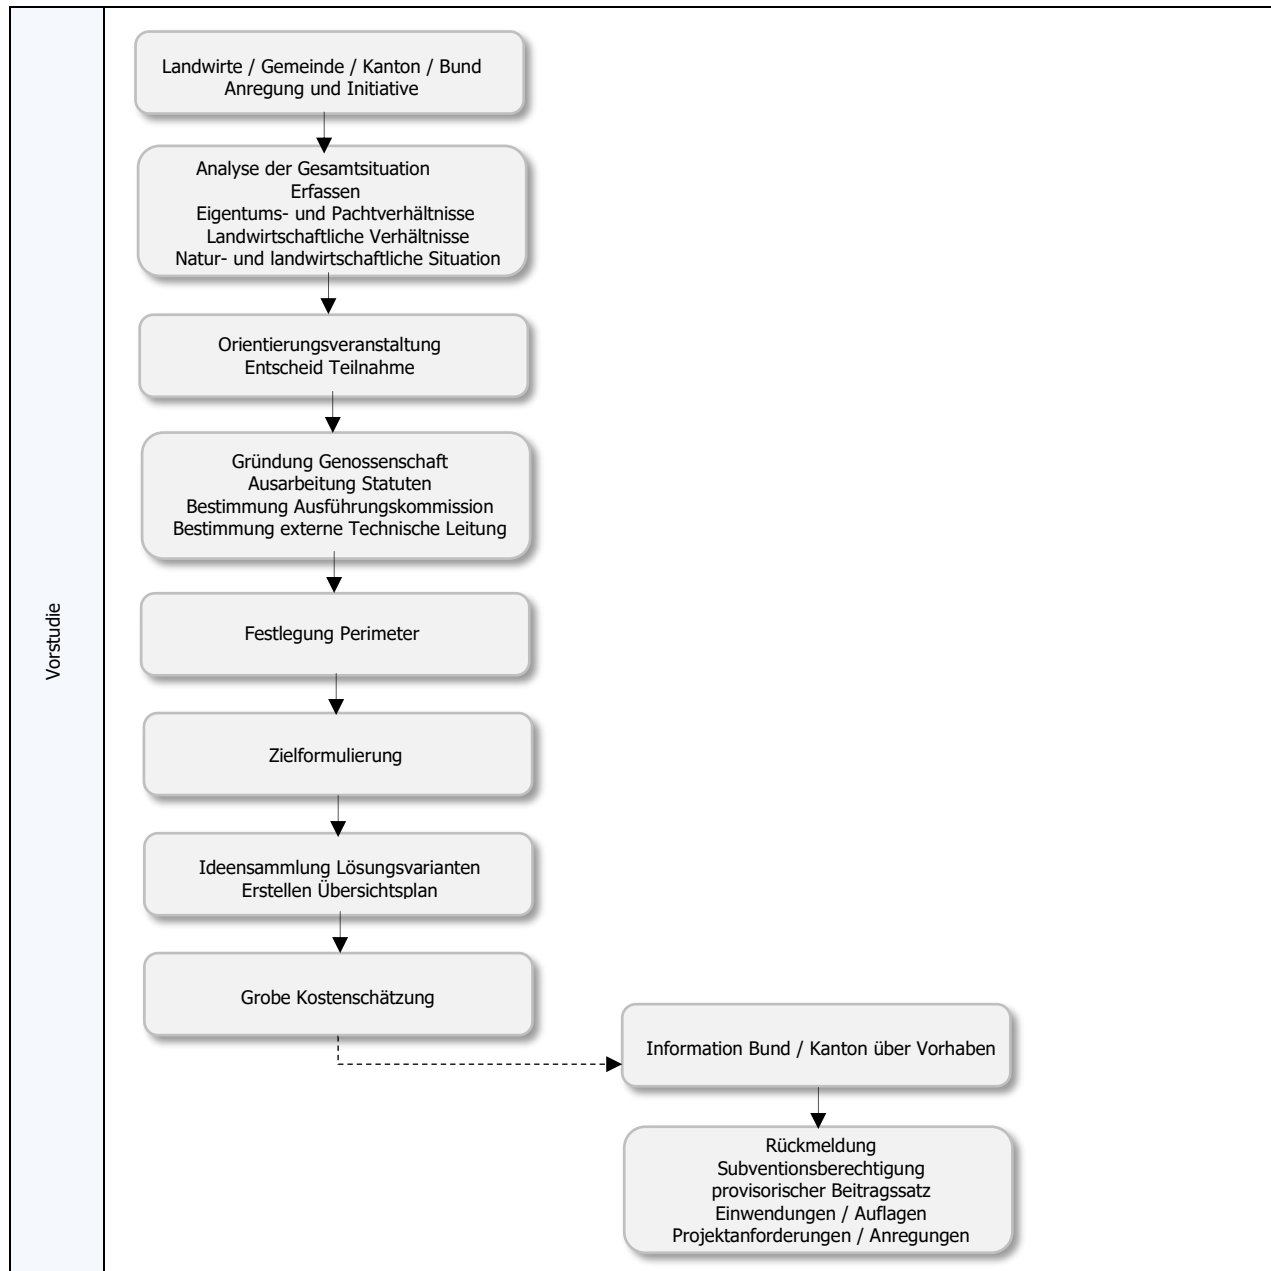 Vorstudie
Landwirte / Gemeinde / Kanton / Bund
Anregung und Initiative
Analyse der Gesamtsituation
Erfassen
Eigentums- und Pachtverhältnisse
Landwirtschaftliche Verhältnisse
Natur- und landwirtschaftliche Situation
Orientierungsveranstaltung
Entscheid Teilnahme
Gründung Genossenschaft
Ausarbeitung Statuten
Bestimmung Ausführungskommission
Bestimmung externe Technische Leitung
Festlegung Perimeter
Zielformulierung
Ideensammlung Lösungsvarianten
Erstellen Übersichtsplan
Grobe Kostenschätzung
Information Bund / Kanton über Vorhaben
Rückmeldung
Subventionsberechtigung
provisorischer Beitragssatz
Einwendungen / Auflagen
Projektanforderungen / Anregungen